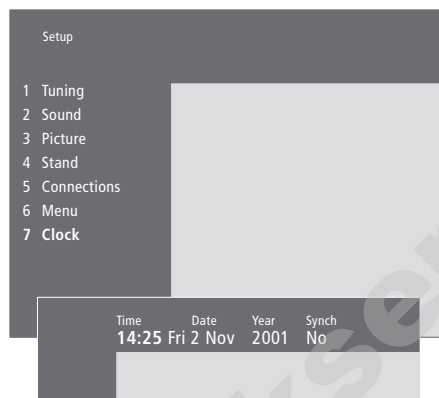 Setup
1 Tuning
2 Sound
3 Picture
4 Stand
5 Connections
6 Menu
7 Clock
Time Date Year Synch
14:25 Fri 2 Nov 2001 No